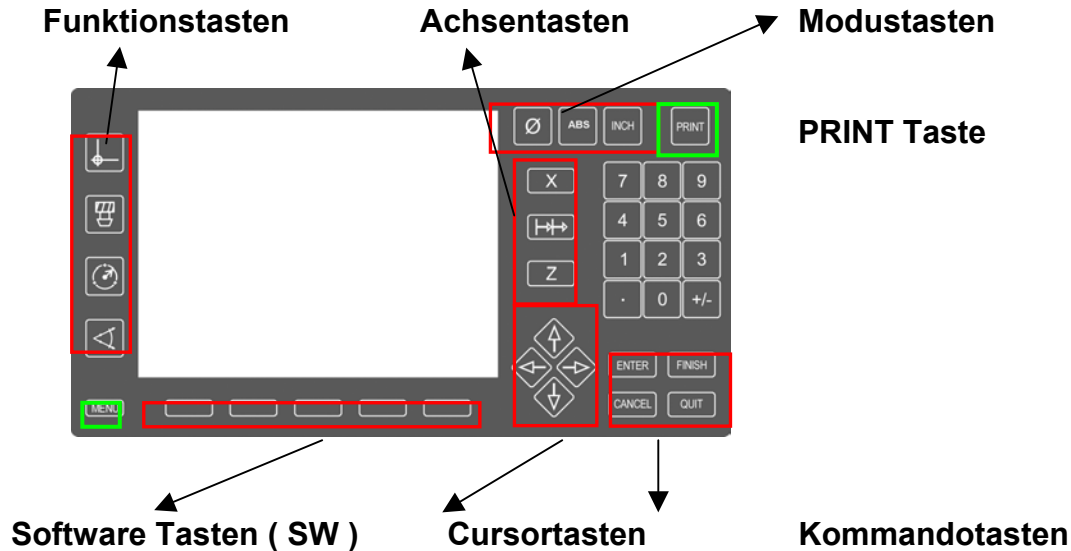 Funktionstasten Achsentasten Modustasten
Ø ABS INCH PRINT
PRINT Taste
X 7 8 9
4 5 6
1 2 3
Z
. 0 +/-
ENTER FINISH
MENU CANCEL QUIT
Software Tasten ( SW ) Cursortasten Kommandotasten